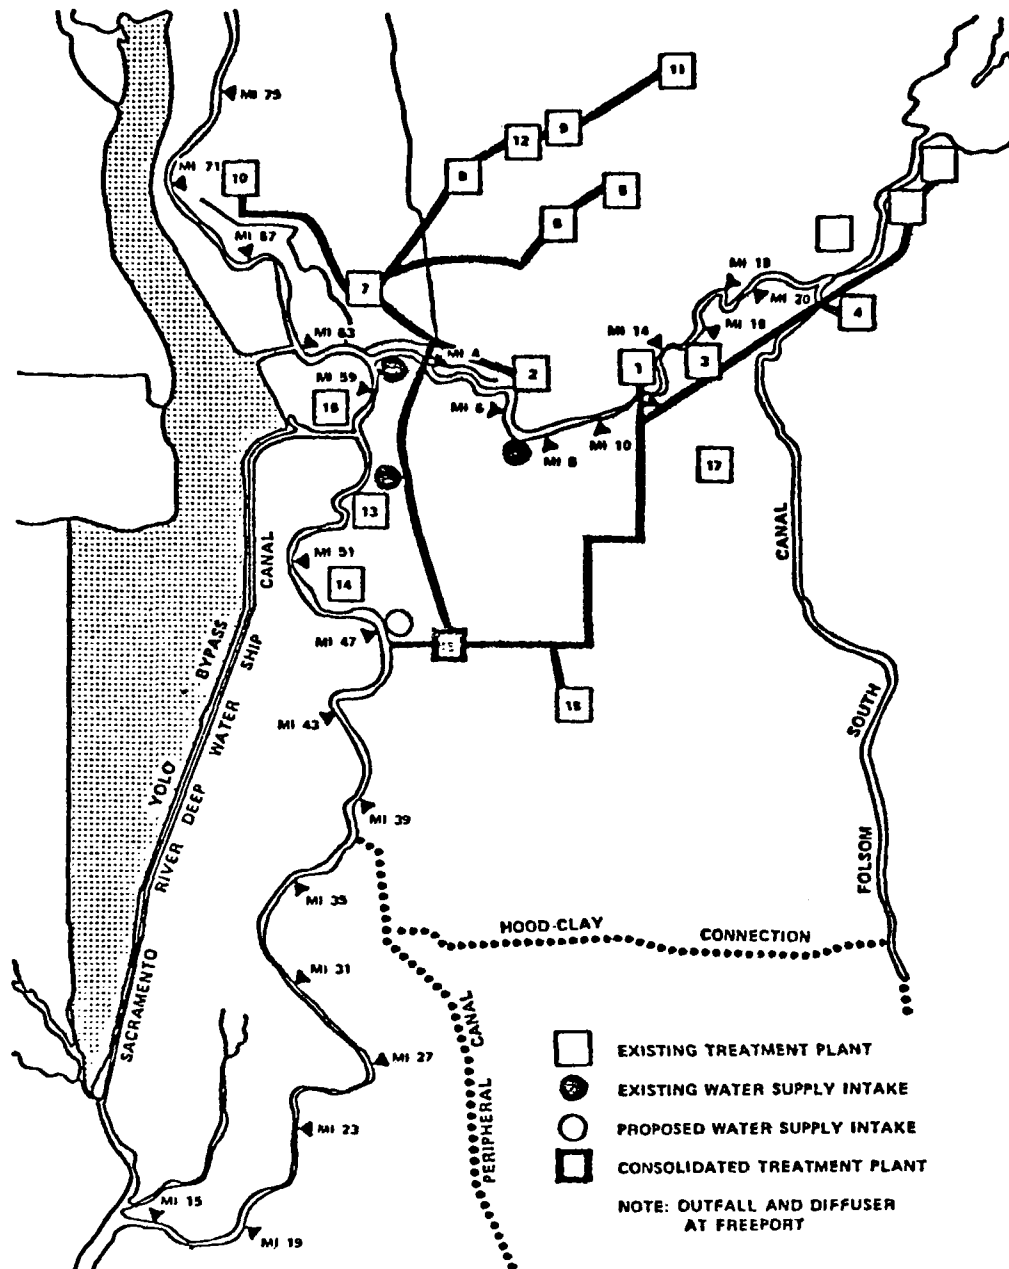 11
MI 75
9
12
MI 71
10
8
5
6
MI 67
MI 19
7
MI 20
4
MI 63
MI 14
MI 18
MI 4
1
3
2
MI 59
16
MI 6
MI 10
MI 8
17
13
CANAL
CANAL
MI 51
14
BYPASS
SHIP
MI 47
YOLO
WATER
MI 43
SOUTH
RIVER DEEP
MI 39
FOLSOM
MI 35
HOOD-CLAY
CONNECTION
SACRAMENTO
MI 31
CANAL
PERIPHERAL
MI 27
MI 23
MI 15
MI 19
EXISTING TREATMENT PLANT
EXISTING WATER SUPPLY INTAKE
PROPOSED WATER SUPPLY INTAKE
CONSOLIDATED TREATMENT PLANT
NOTE: OUTFALL AND DIFFUSER
AT FREEPORT